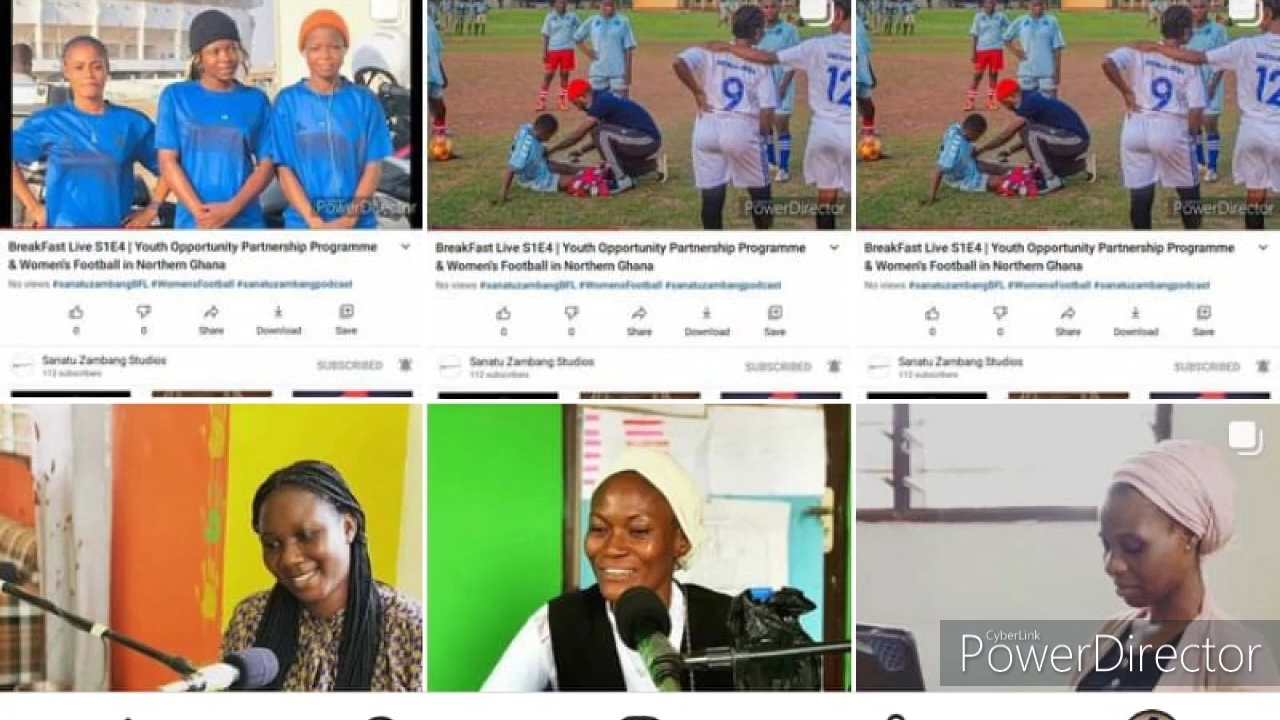 PowerDirector
BreakFast Live S1E4 | Youth Opportunity Partnership Programme
& Women's Football in Northern Ghana
No views #sanatuzambangBFL #WomensFootball #sanatuzambangpodcast
0
0
Share
Download
Save
Sanatu Zambang Studios
112 subscribers
SUBSCRIBED
9
12
PowerDirector
BreakFast Live S1E4 | Youth Opportunity Partnership Programme
& Women's Football in Northern Ghana
No views #sanatuzambangBFL #WomensFootball #sanatuzambangpodcast
0
0
Share
Download
Save
Sanatu Zambang Studios
112 subscribers
SUBSCRIBED
9
12
PowerDirector
BreakFast Live S1E4 | Youth Opportunity Partnership Programme
& Women's Football in Northern Ghana
No views #sanatuzambangBFL #WomensFootball #sanatuzambangpodcast
0
0
Share
Download
Save
Sanatu Zambang Studios
112 subscribers
SUBSCRIBED
CyberLink
PowerDirector